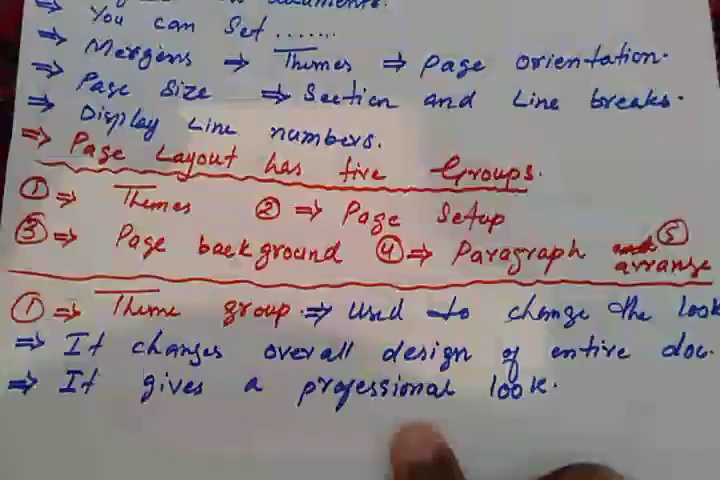 documents.
⇒ You can set .......
⇒ Mergins → Themes ⇒ page orientation.
⇒ Page size ⇒ Section and Line breaks.
⇒ Display Line numbers.
⇒ Page Layout has five Groups.
① ⇒ Themes ② ⇒ Page Setup
③ ⇒ Page background ④ ⇒ Paragraph ⑤ arrange
① ⇒ Theme group. ⇒ Used to change the look
⇒ It changes overall design of entire doc.
⇒ It gives a professional look.